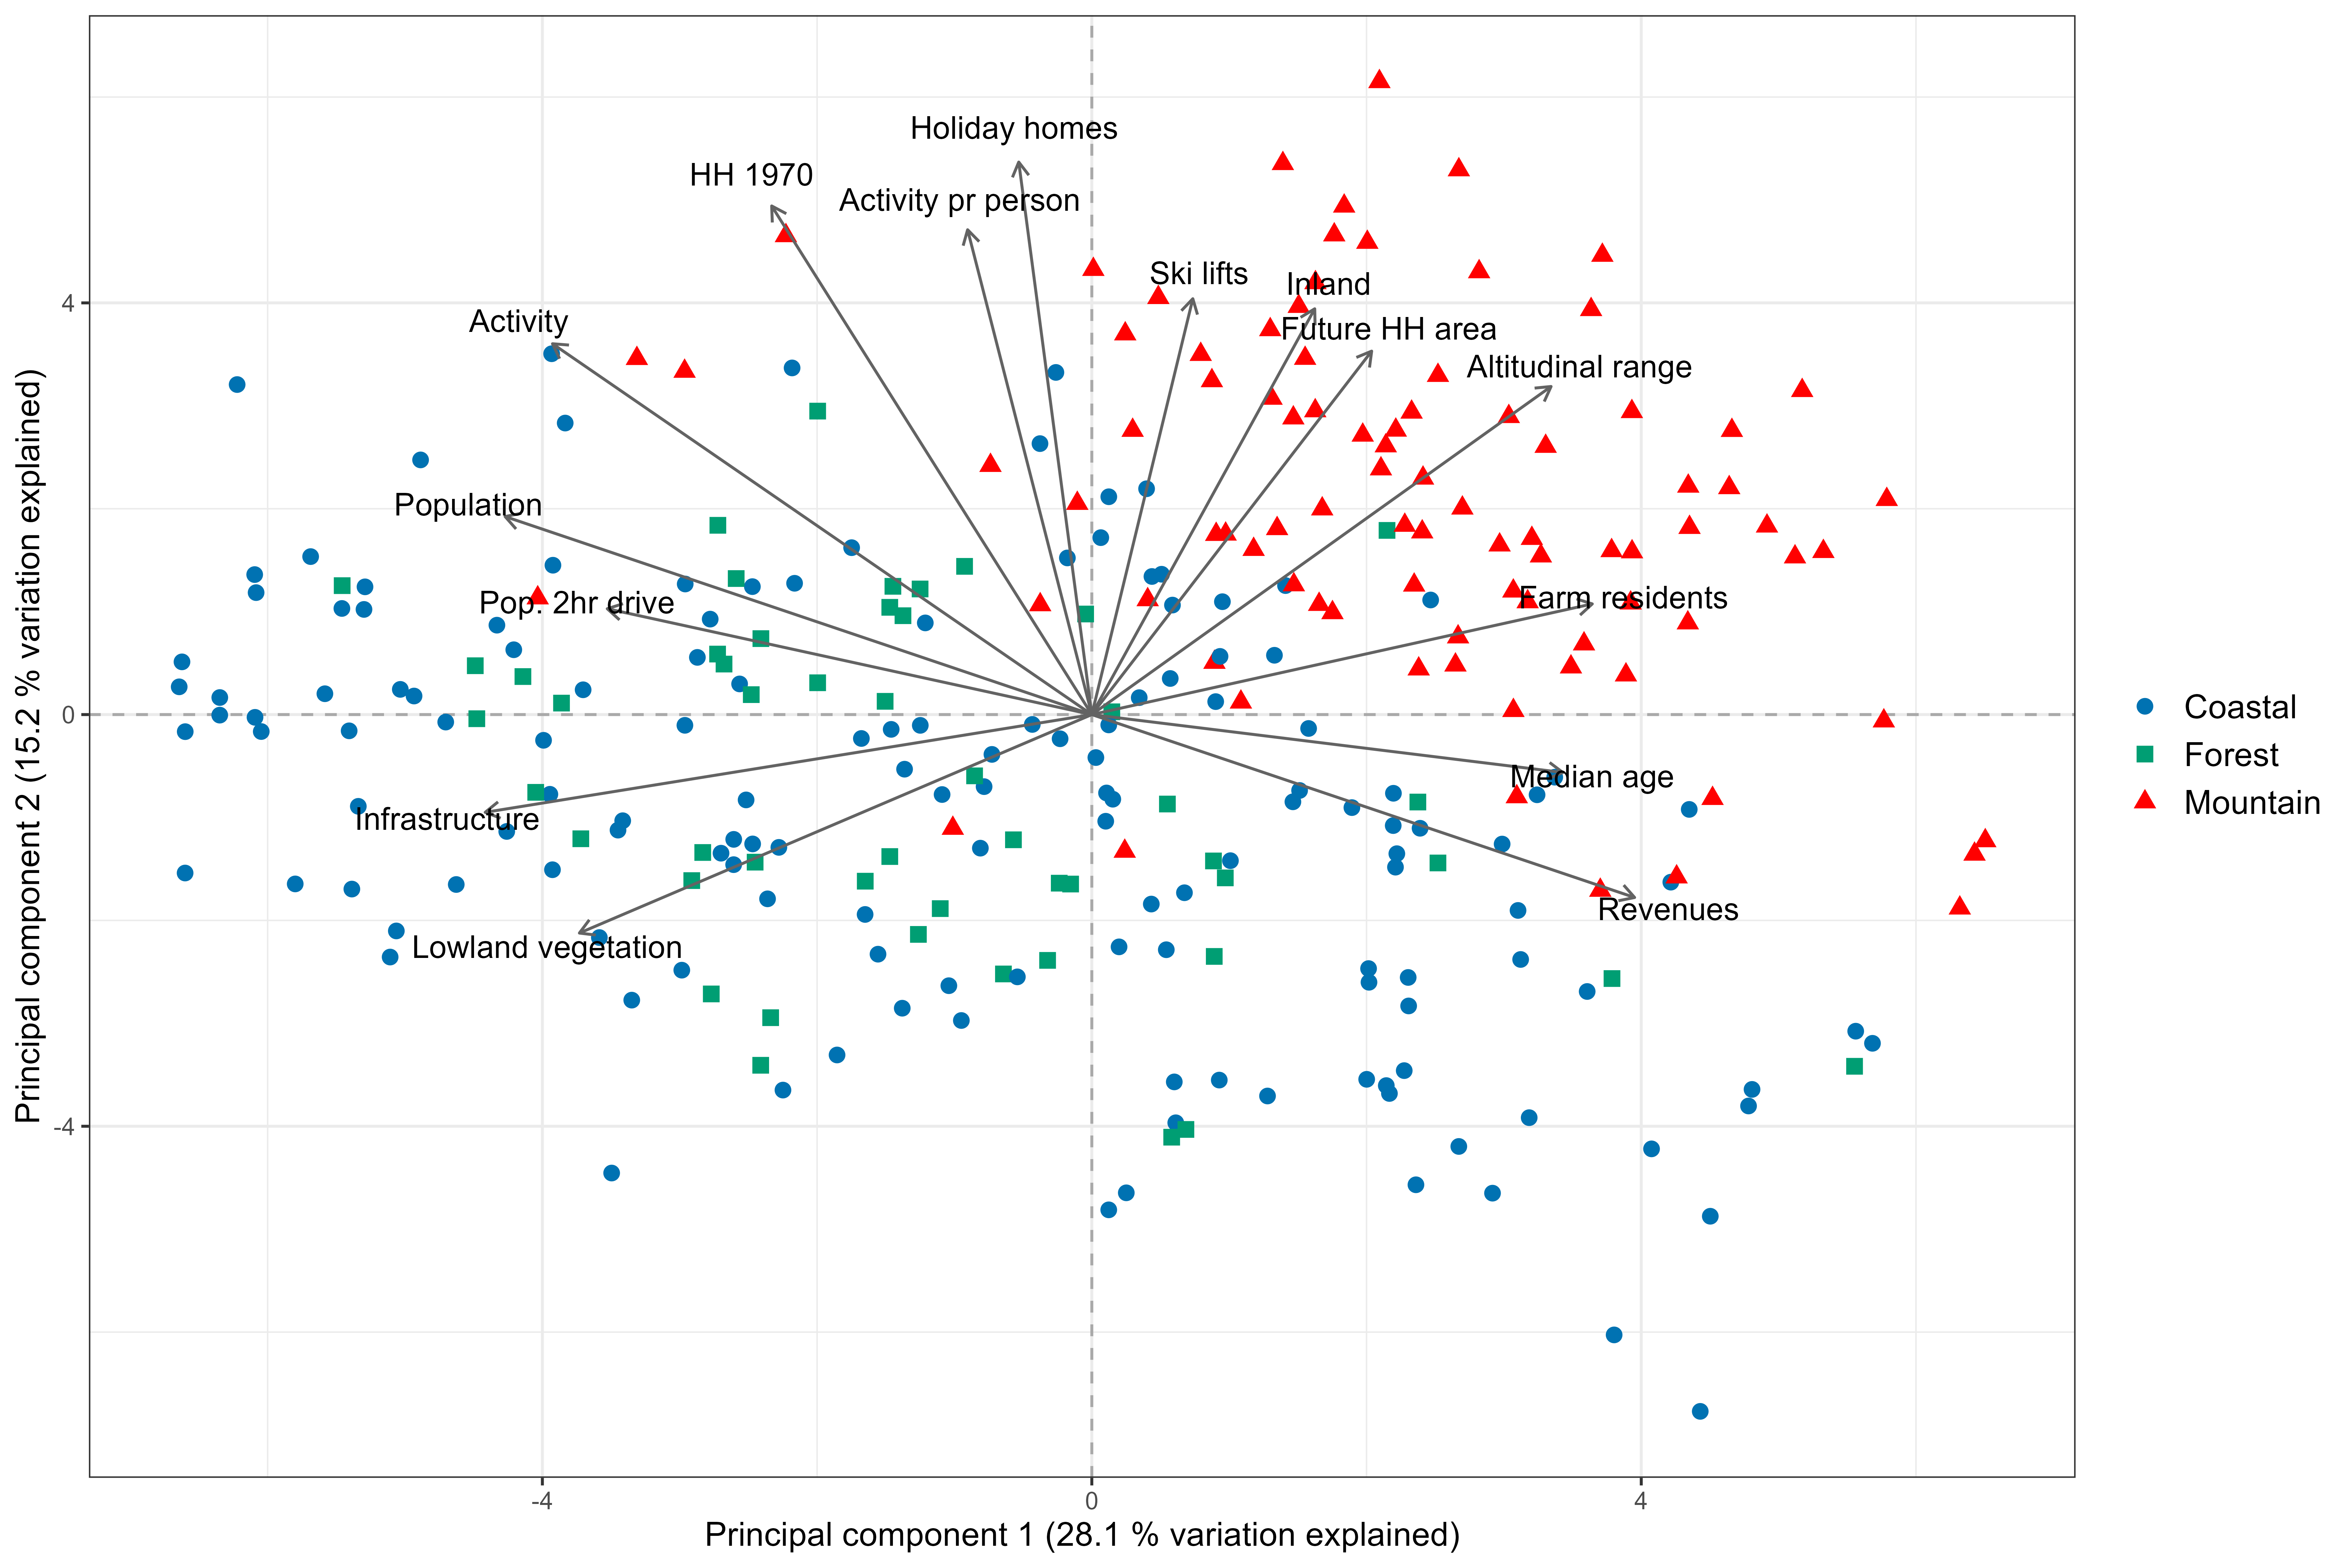 Holiday homes
HH 1970
Activity pr person
Ski lifts
Inland
Activity
Future HH area
Altitudinal range
Population
Pop. 2hr drive
Farm residents
Median age
Infrastructure
Revenues
Lowland vegetation
4
0
-4
-4
0
4
Principal component 1 (28.1 % variation explained)
Principal component 2 (15.2 % variation explained)
Coastal
Forest
Mountain